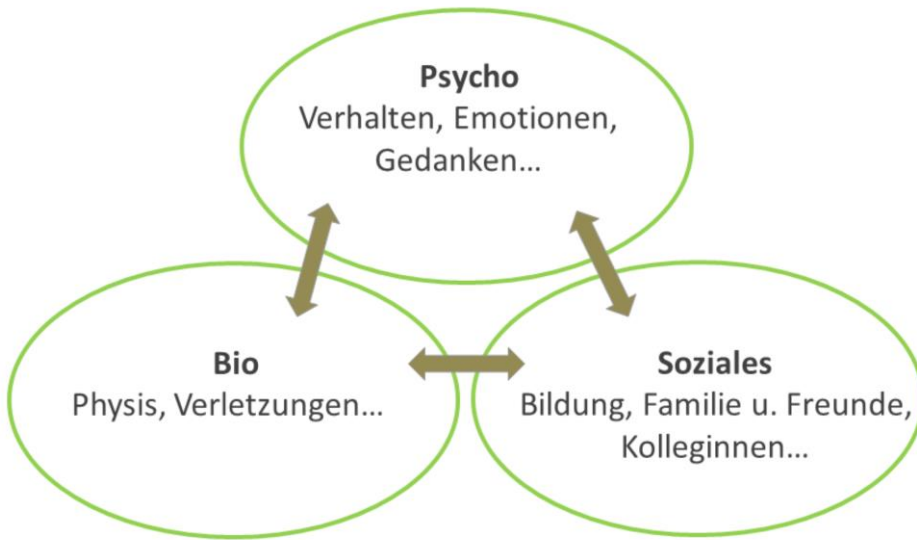 Psycho
Verhalten, Emotionen,
Gedanken...
Bio
Physis, Verletzungen...
Soziales
Bildung, Familie u. Freunde,
Kolleginnen...